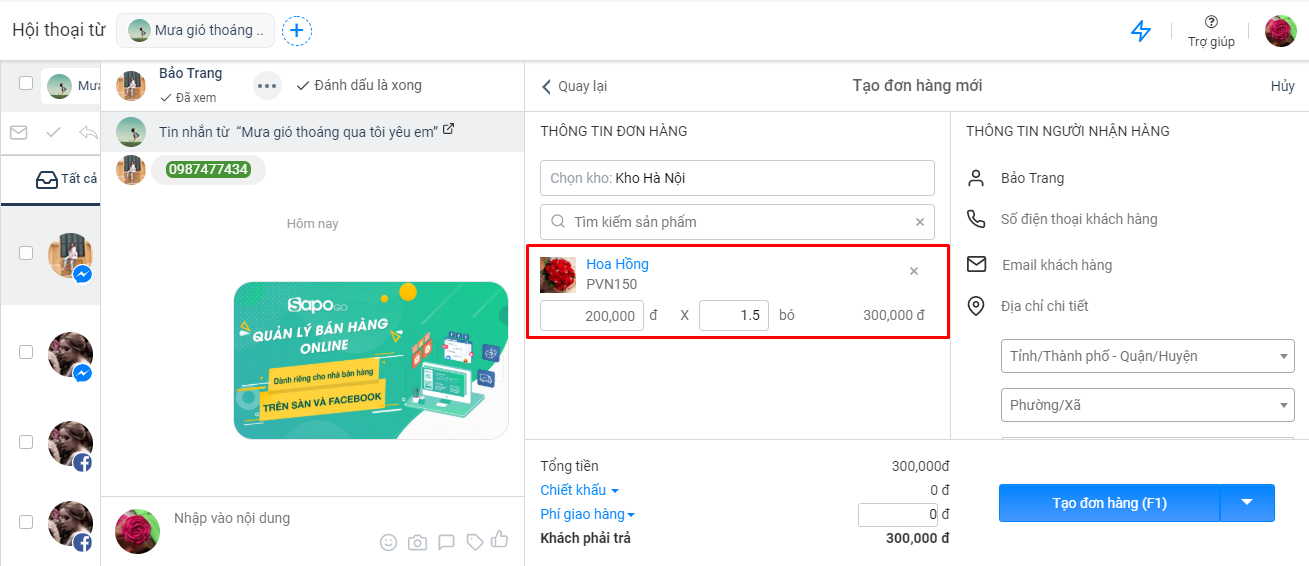 Hội thoại từ
Mưa gió thoáng ..
Trợ giúp
Mưa
Tất cả
Bảo Trang
Đã xem
Đánh dấu là xong
Tin nhắn từ “Mưa gió thoáng qua tôi yêu em”
0987477434
Hôm nay
Sapo GO
QUẢN LÝ BÁN HÀNG
ONLINE
Dành riêng cho nhà bán hàng
TRÊN SÀN VÀ FACEBOOK
Nhập vào nội dung
Quay lại
Tạo đơn hàng mới
Hủy
THÔNG TIN ĐƠN HÀNG
Chọn kho: Kho Hà Nội
Tìm kiếm sản phẩm
Hoa Hồng
PVN150
200,000 đ X 1.5 bó 300,000 đ
THÔNG TIN NGƯỜI NHẬN HÀNG
Bảo Trang
Số điện thoại khách hàng
Email khách hàng
Địa chỉ chi tiết
Tỉnh/Thành phố - Quận/Huyện
Phường/Xã
Tổng tiền 300,000đ
Chiết khấu 0 đ
Phí giao hàng 0 đ
Khách phải trả 300,000 đ
Tạo đơn hàng (F1)